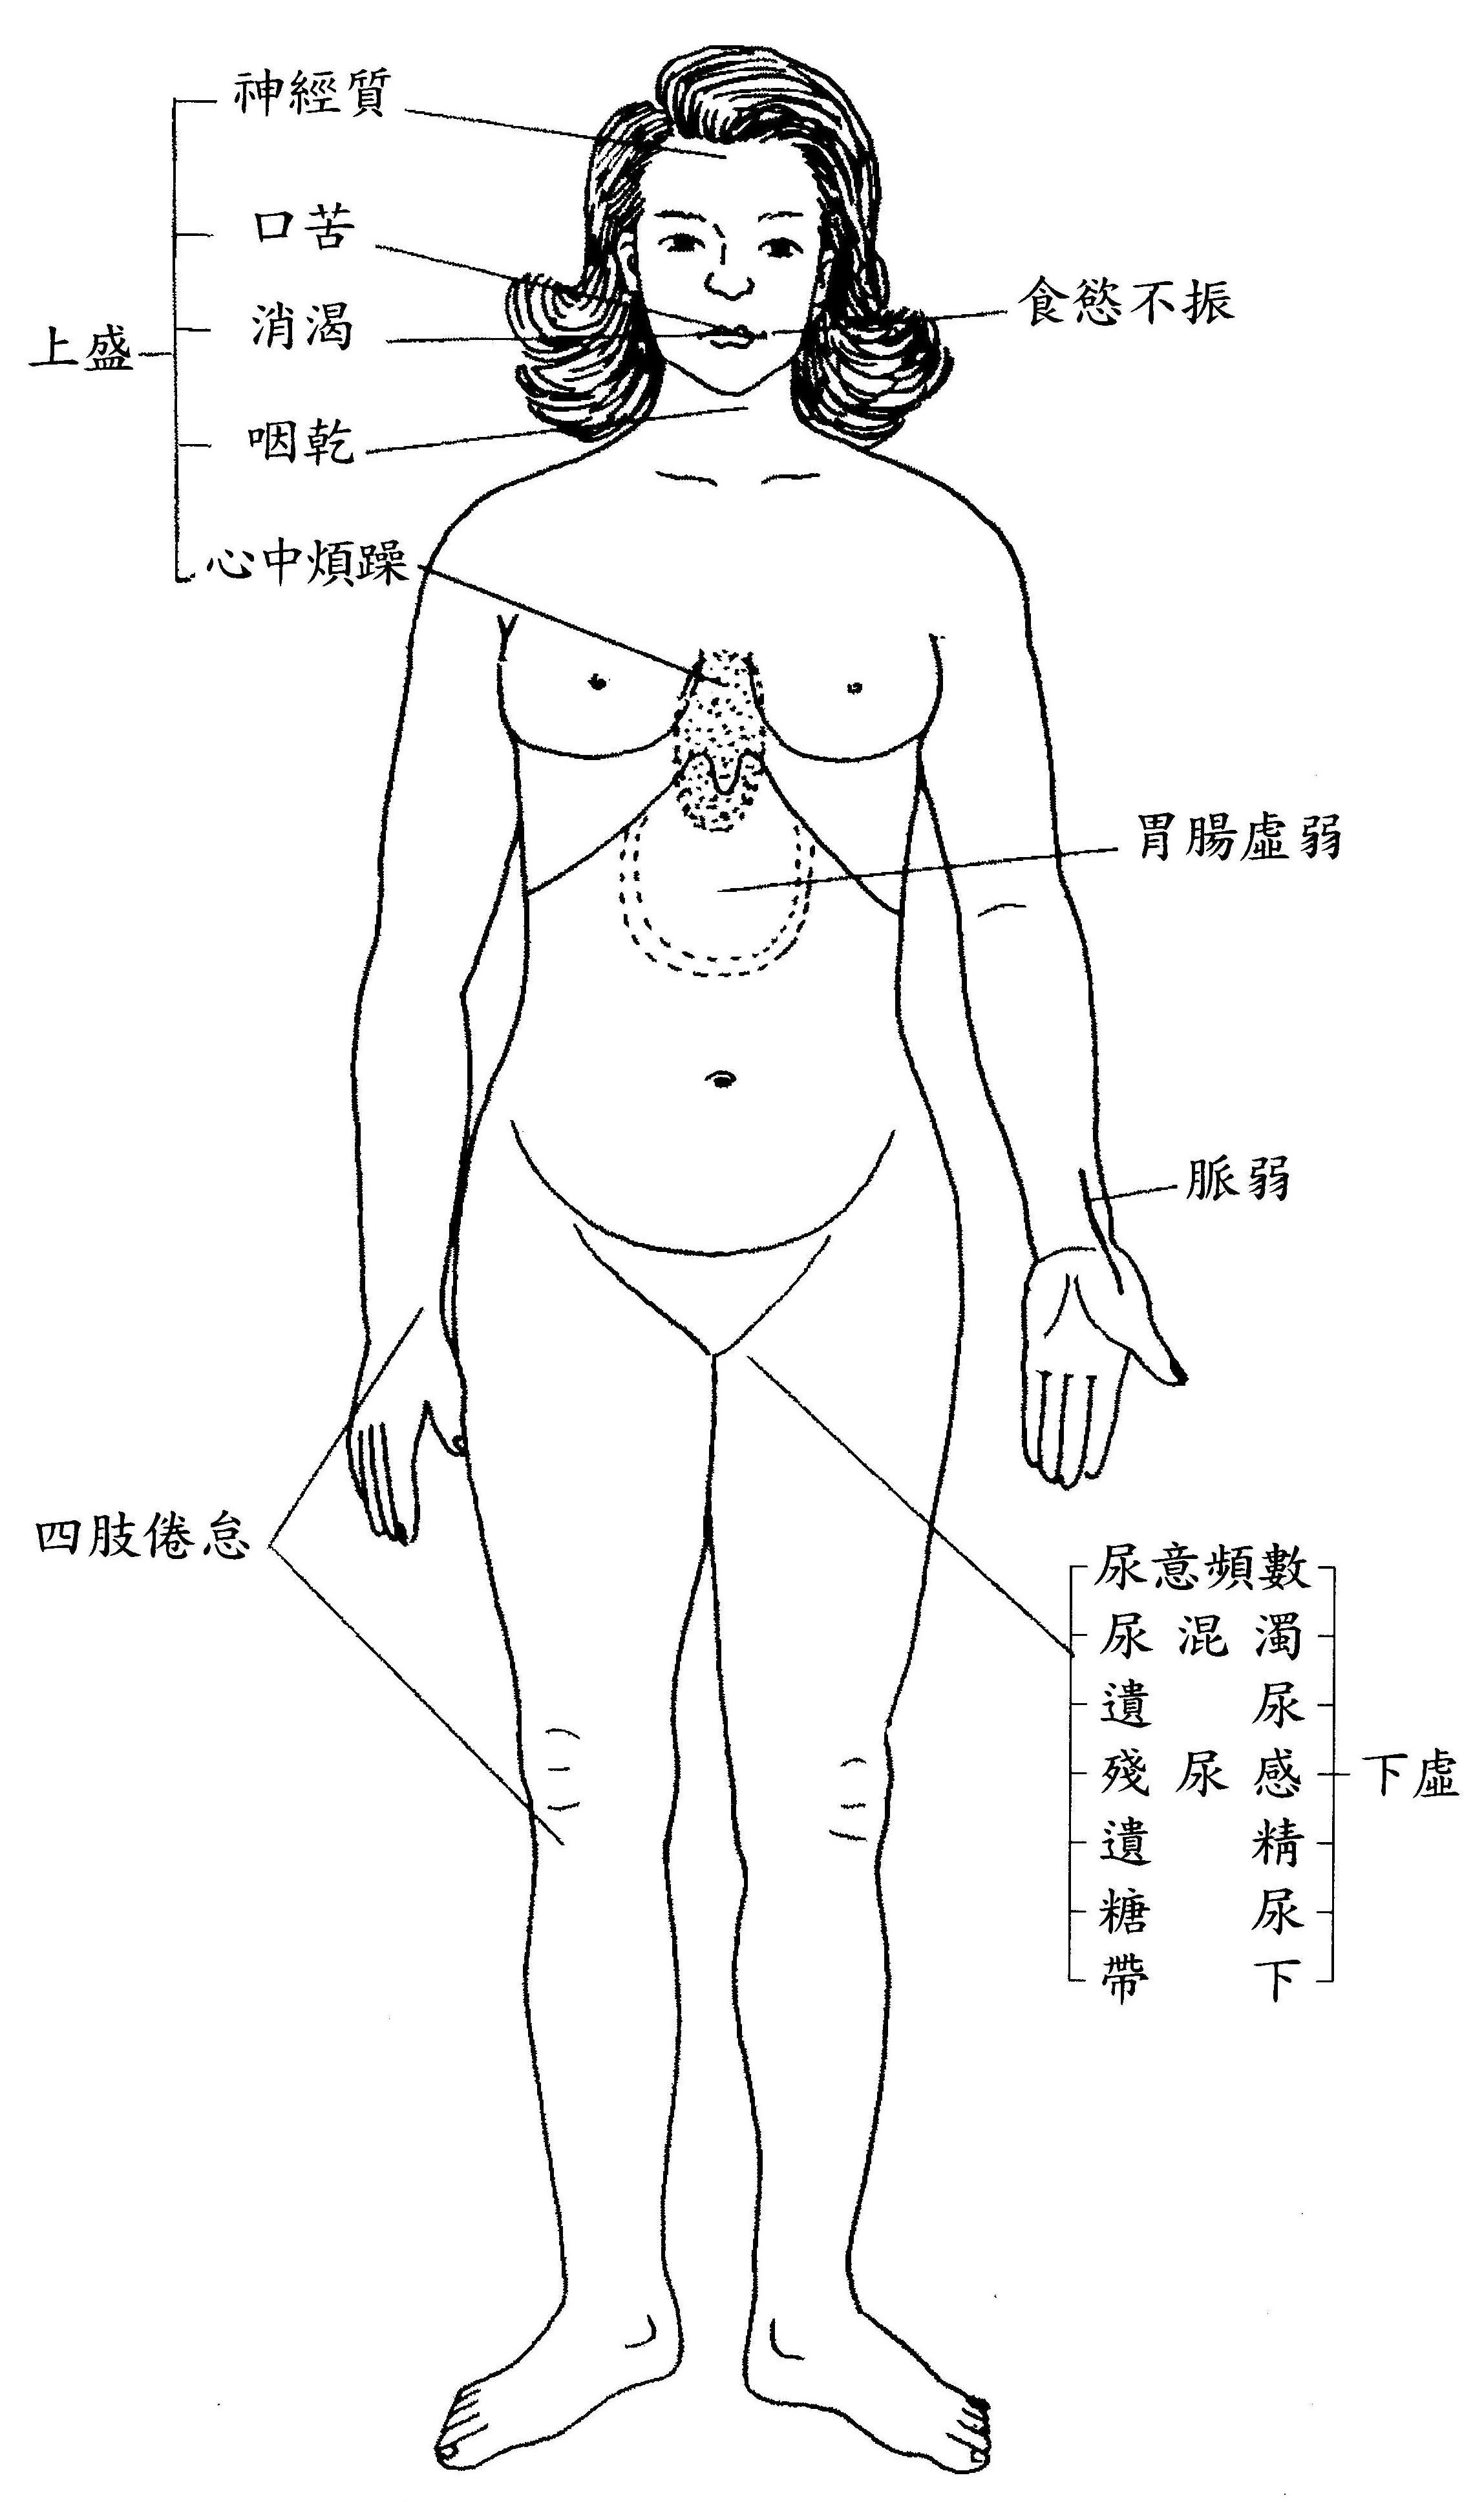 神經質
口苦
消渴
上盛
咽乾
心中煩躁
食慾不振
胃腸虛弱
脈弱
四肢倦怠
尿意頻數
尿混濁
遺尿
殘尿感
下虛
遺精
糖尿
帶下